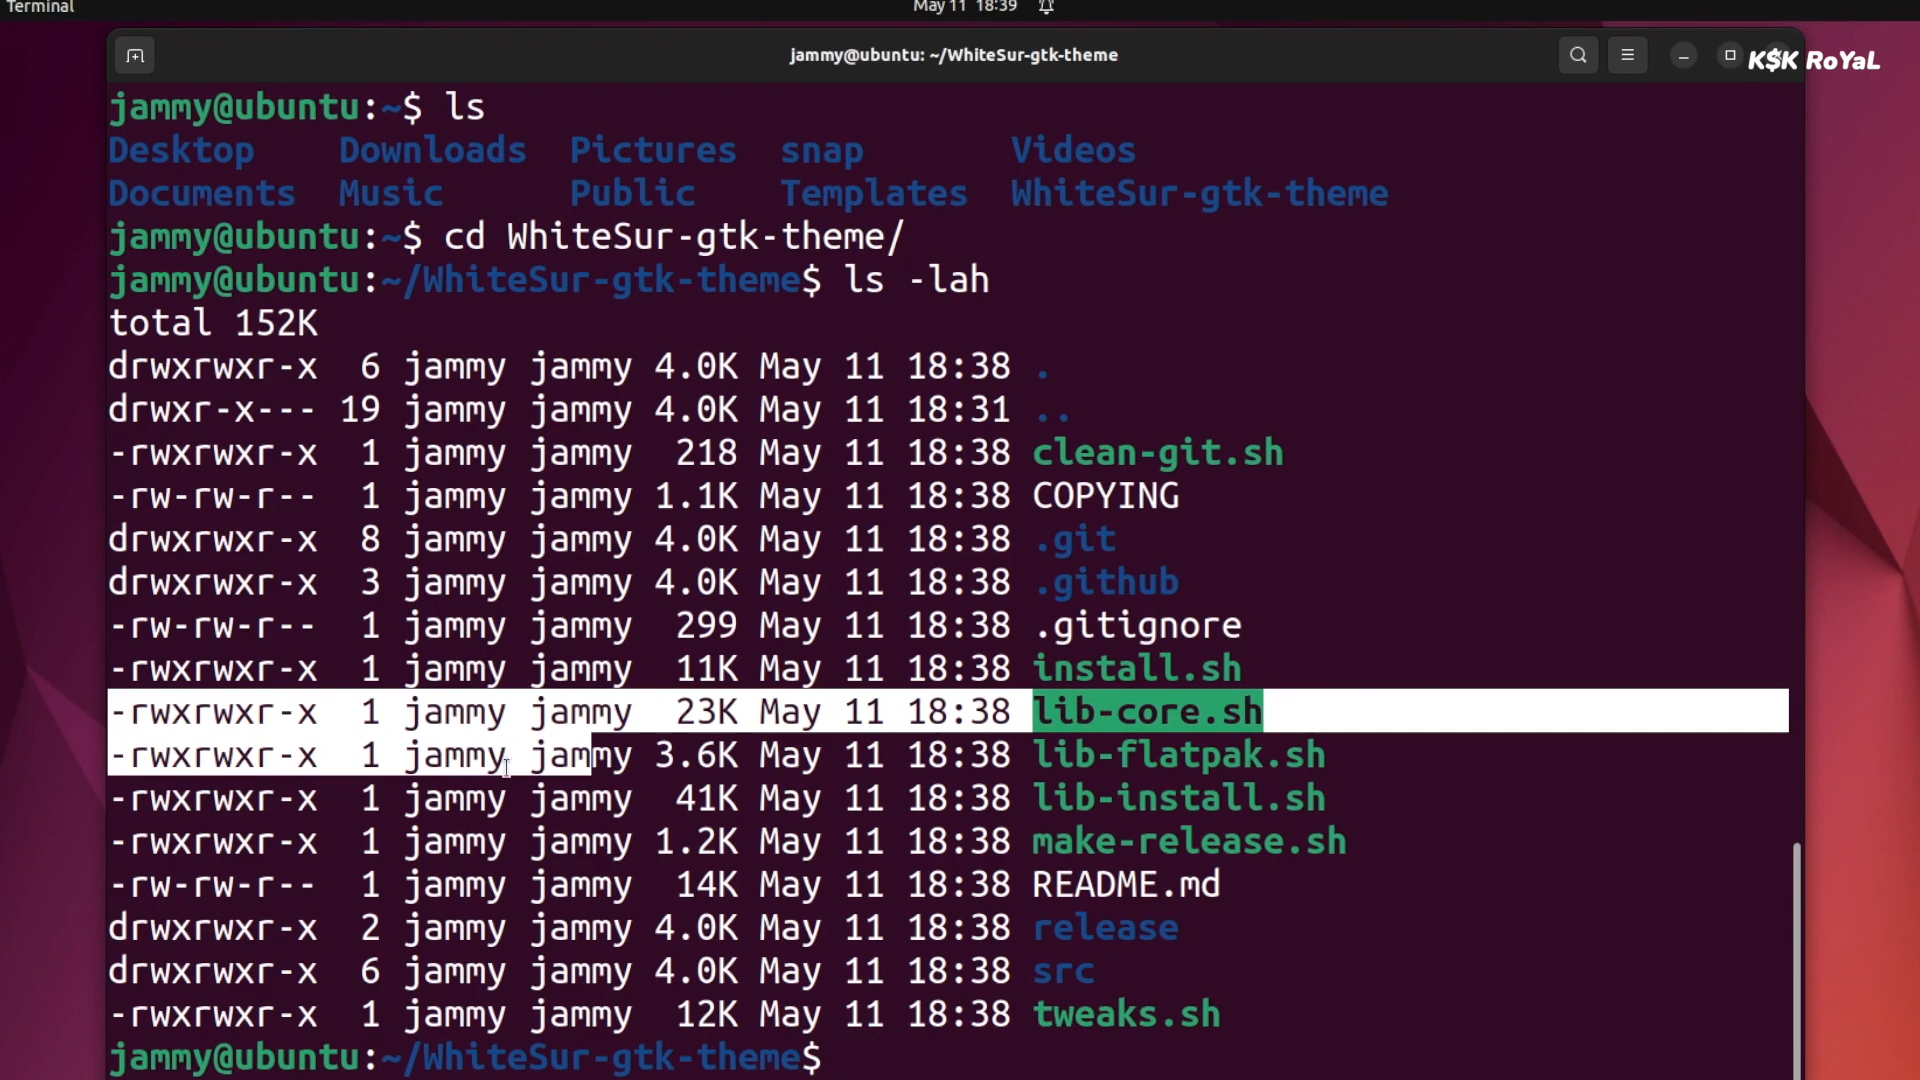 Terminal
May 11 18:39
jammy@ubuntu: ~/WhiteSur-gtk-theme
K$K RoYaL
jammy@ubuntu:~$ ls
Desktop Downloads Pictures snap Videos
Documents Music Public Templates WhiteSur-gtk-theme
jammy@ubuntu:~$ cd WhiteSur-gtk-theme/
jammy@ubuntu:~/WhiteSur-gtk-theme$ ls -lah
total 152K
drwxrwxr-x 6 jammy jammy 4.0K May 11 18:38 .
drwxr-x--- 19 jammy jammy 4.0K May 11 18:31 ..
-rwxrwxr-x 1 jammy jammy 218 May 11 18:38 clean-git.sh
-rw-rw-r-- 1 jammy jammy 1.1K May 11 18:38 COPYING
drwxrwxr-x 8 jammy jammy 4.0K May 11 18:38 .git
drwxrwxr-x 3 jammy jammy 4.0K May 11 18:38 .github
-rw-rw-r-- 1 jammy jammy 299 May 11 18:38 .gitignore
-rwxrwxr-x 1 jammy jammy 11K May 11 18:38 install.sh
-rwxrwxr-x 1 jammy jammy 23K May 11 18:38 lib-core.sh
-rwxrwxr-x 1 jammy jammy 3.6K May 11 18:38 lib-flatpak.sh
-rwxrwxr-x 1 jammy jammy 41K May 11 18:38 lib-install.sh
-rwxrwxr-x 1 jammy jammy 1.2K May 11 18:38 make-release.sh
-rw-rw-r-- 1 jammy jammy 14K May 11 18:38 README.md
drwxrwxr-x 2 jammy jammy 4.0K May 11 18:38 release
drwxrwxr-x 6 jammy jammy 4.0K May 11 18:38 src
-rwxrwxr-x 1 jammy jammy 12K May 11 18:38 tweaks.sh
jammy@ubuntu:~/WhiteSur-gtk-theme$